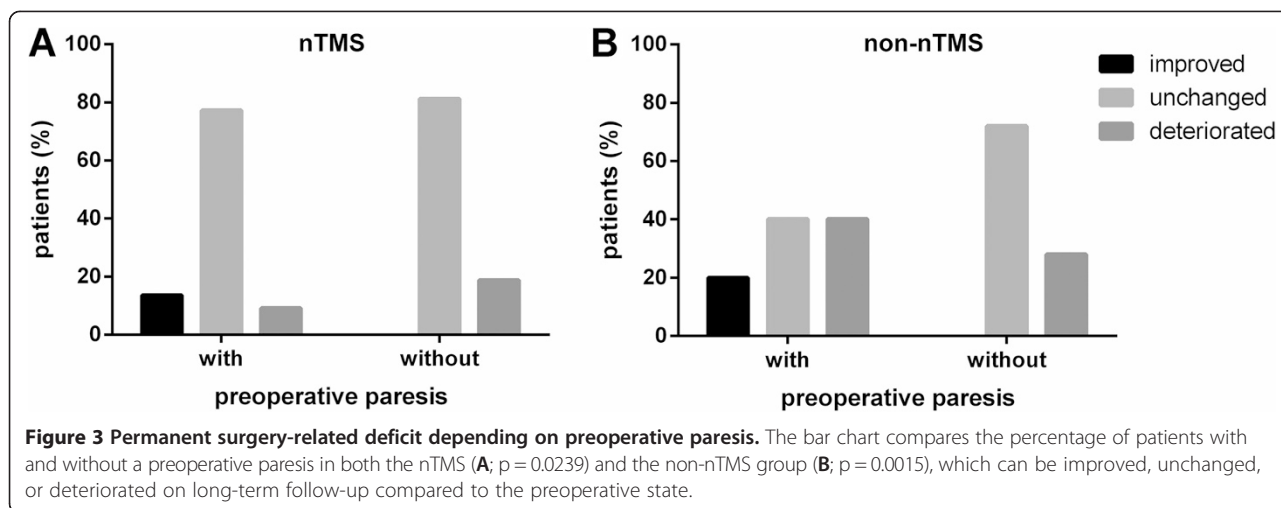 A
nTMS
100
80
60
40
20
0
patients (%)
with
without
preoperative paresis
B
non-nTMS
100
80
60
40
20
0
patients (%)
with
without
preoperative paresis
improved
unchanged
deteriorated
Figure 3 Permanent surgery-related deficit depending on preoperative paresis. The bar chart compares the percentage of patients with
and without a preoperative paresis in both the nTMS (A; p = 0.0239) and the non-nTMS group (B; p = 0.0015), which can be improved, unchanged,
or deteriorated on long-term follow-up compared to the preoperative state.